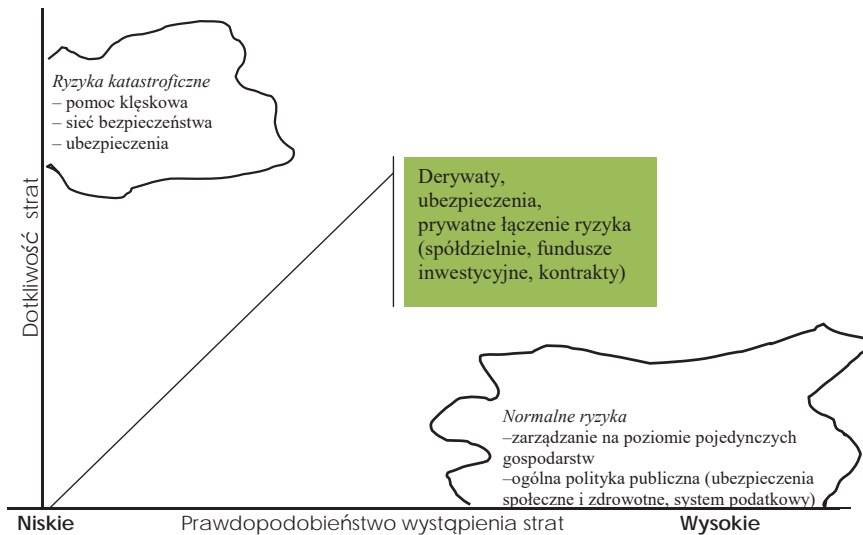 Ryzyka katastroficzne
– pomoc klęskowa
– sieć bezpieczeństwa
– ubezpieczenia
Dotkliwość strat
Derywaty,
ubezpieczenia,
prywatne łączenie ryzyka
(spółdzielnie, fundusze
inwestycyjne, kontrakty)
Normalne ryzyka
–zarządzanie na poziomie pojedynczych
gospodarstw
–ogólna polityka publiczna (ubezpieczenia
społeczne i zdrowotne, system podatkowy)
Niskie Prawdopodobieństwo wystąpienia strat Wysokie